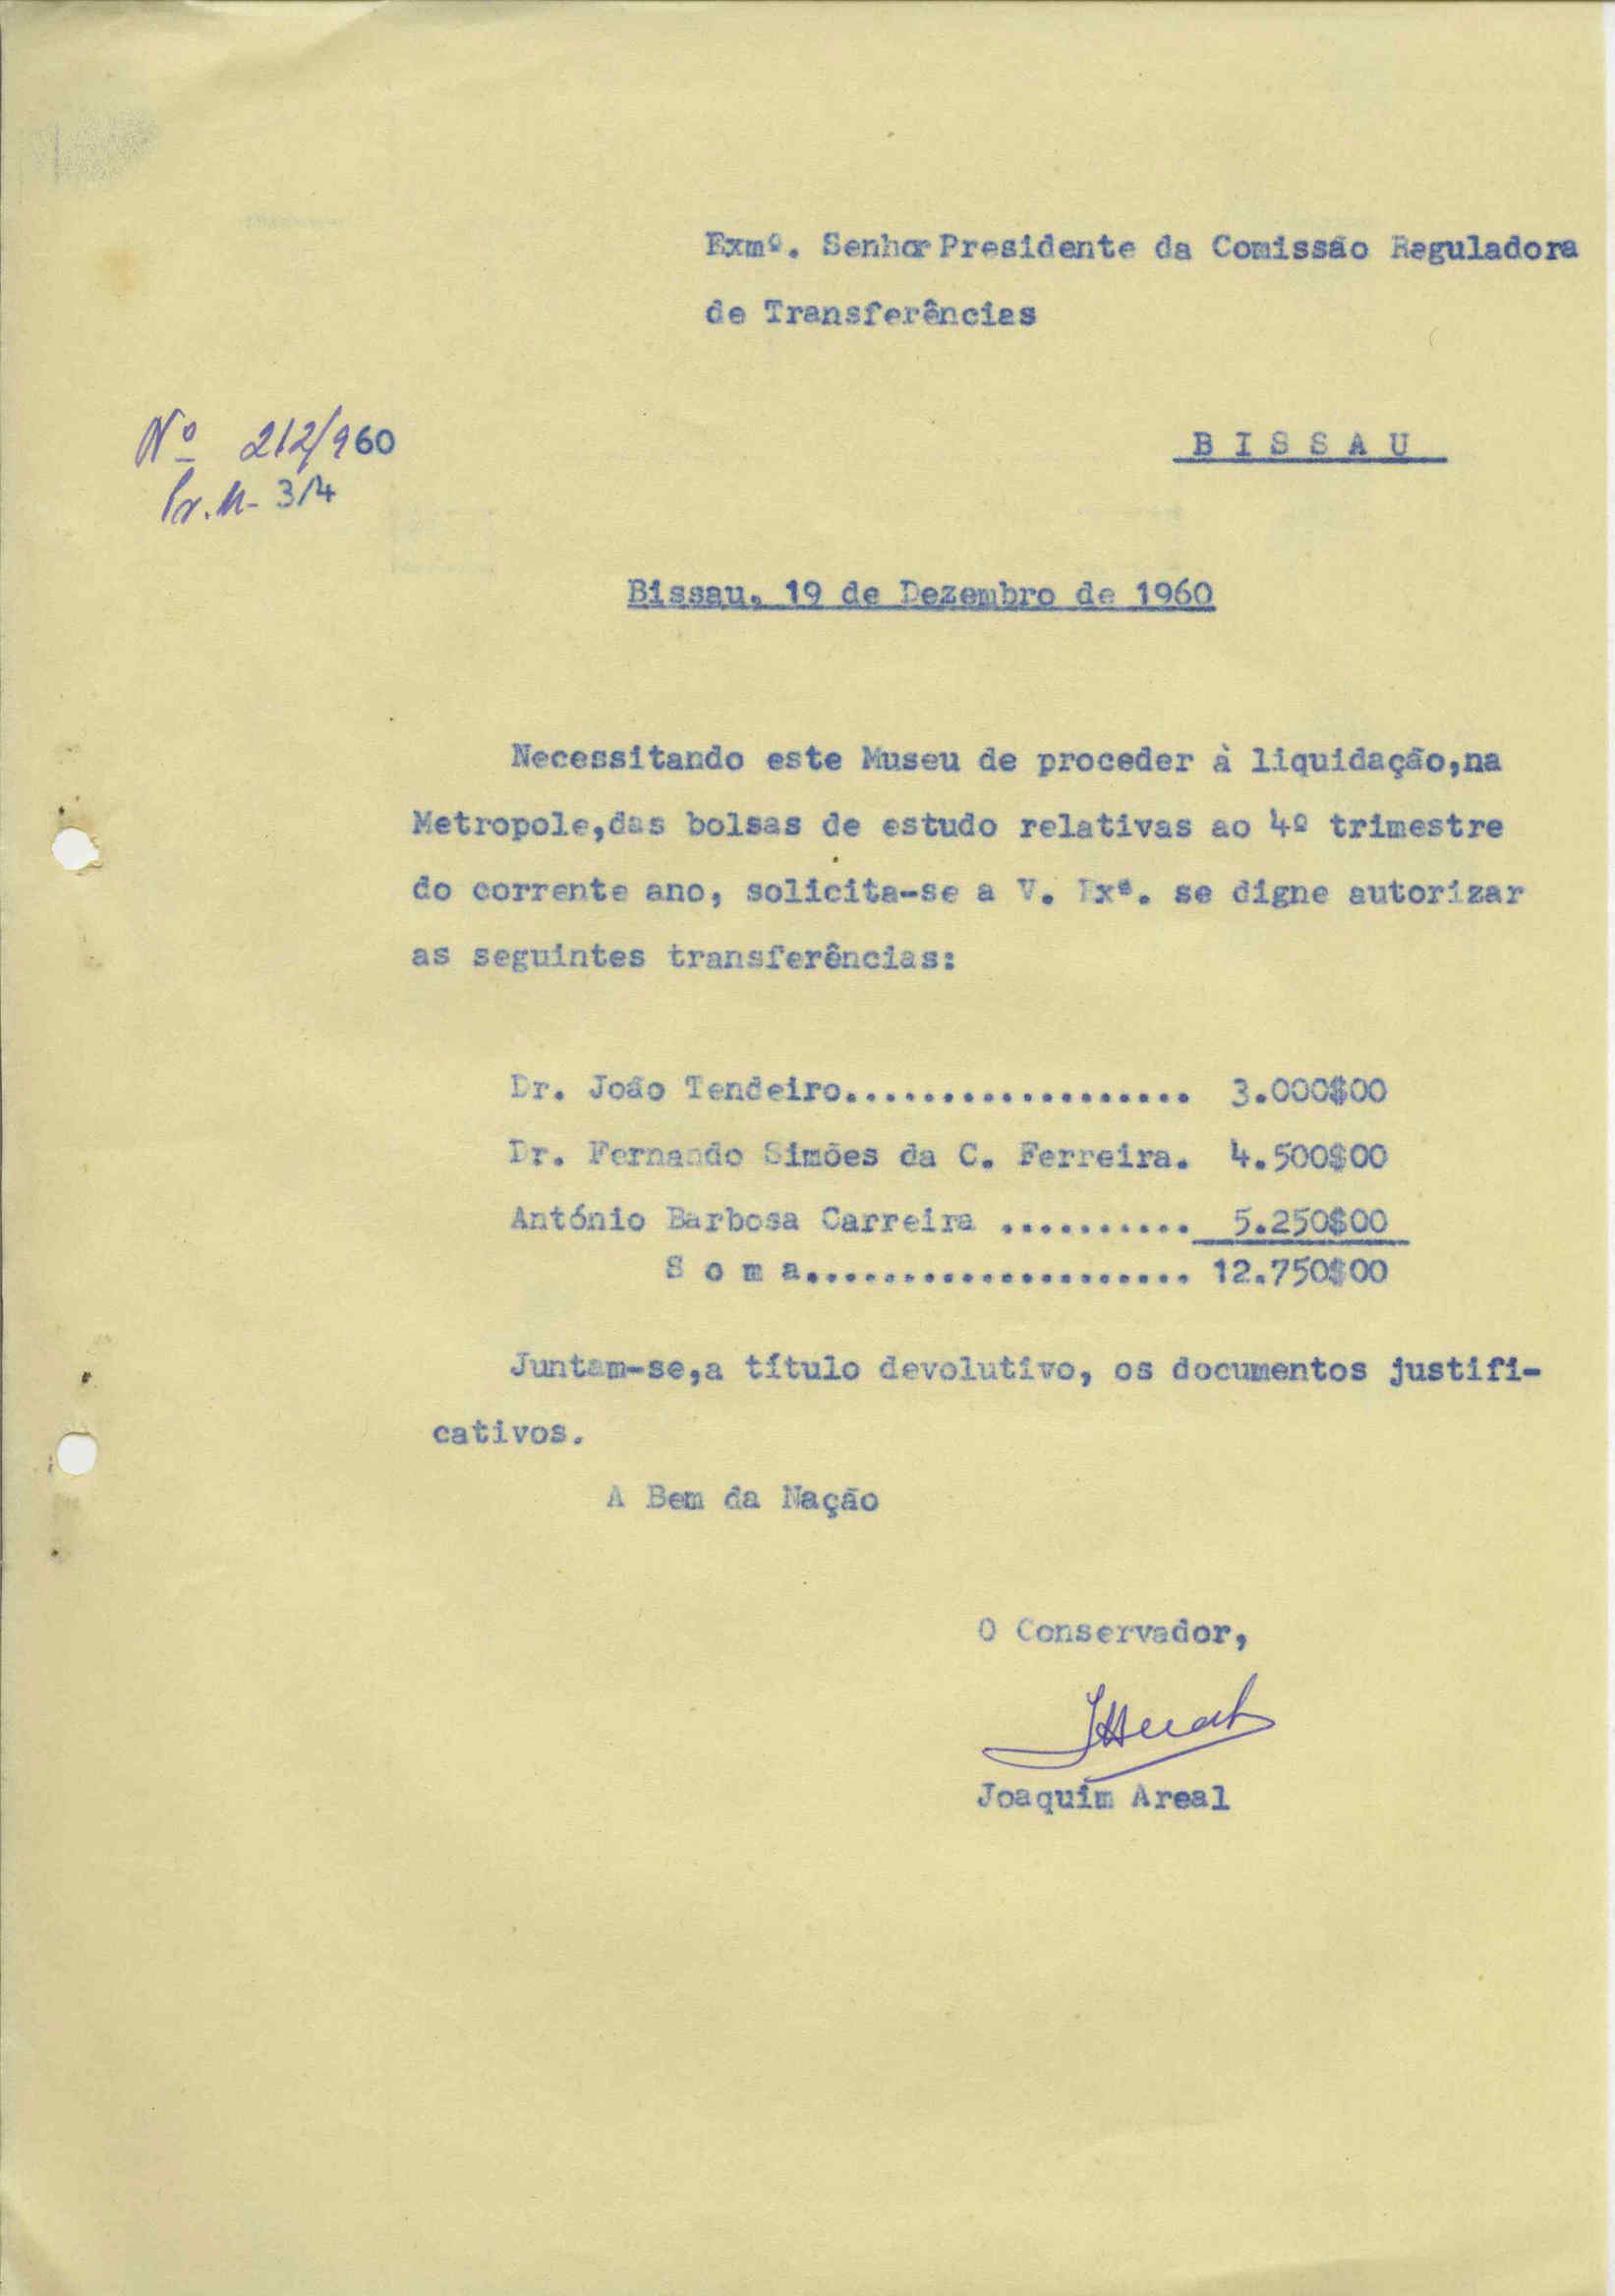 Exmº. Senhor Presidente da Comissão Reguladora
de Transferências
Nº 212/960
Pr. M- 3/4
B I S S A U
Bissau, 19 de Dezembro de 1960
Necessitando este Museu de proceder à liquidação,na
Metropole,das bolsas de estudo relativas ao 4º trimestre
do corrente ano, solicita-se a V. Exª. se digne autorizar
as seguintes transferências:
Dr. João Tendeiro.................. 3.000$00
Dr. Fernando Simões da C. Ferreira. 4.500$00
António Barbosa Carreira .......... 5.250$00
S o m a.................... 12.750$00
Juntam-se,a título devolutivo, os documentos justifi-
cativos.
A Bem da Nação
O Conservador,
Joaquim Areal